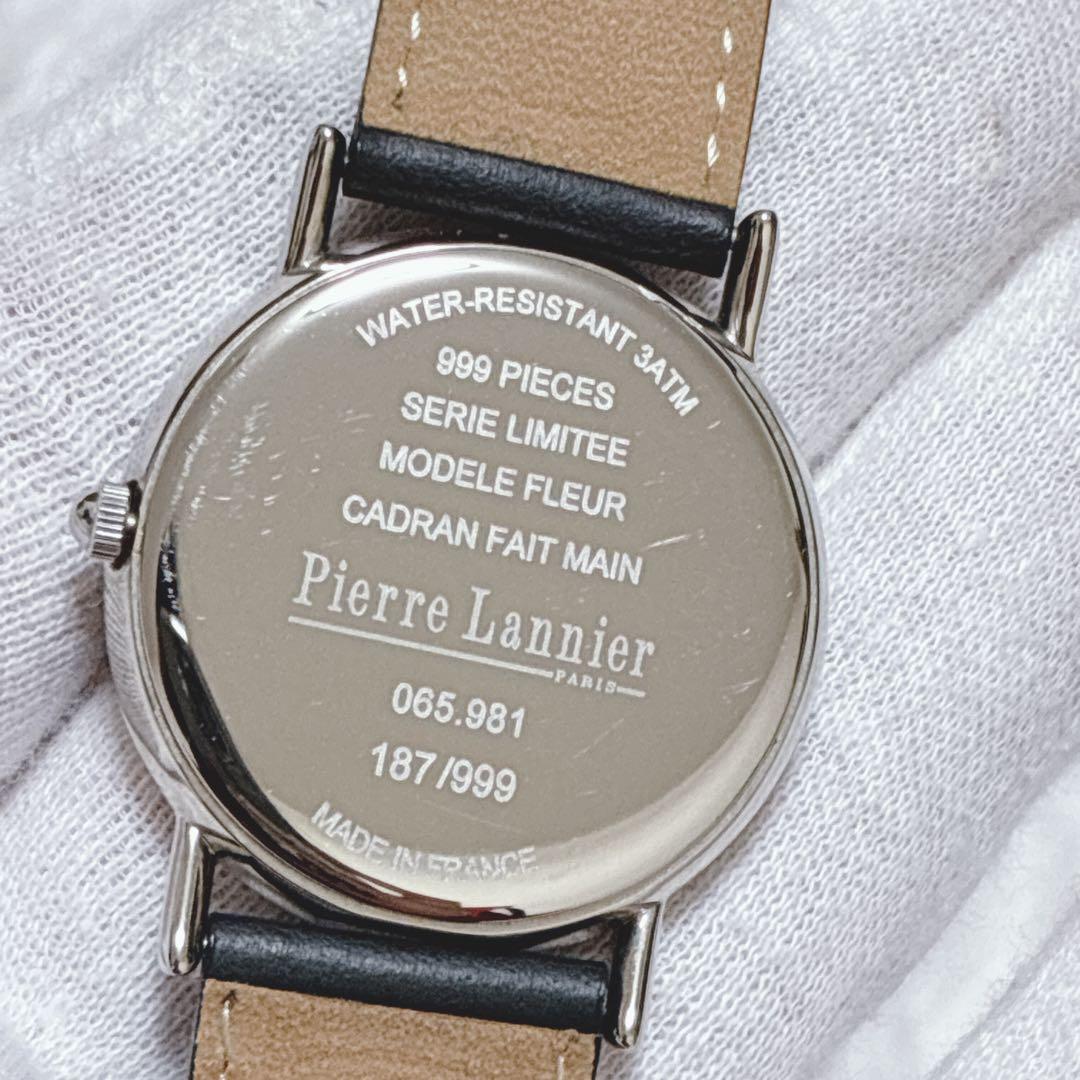 WATER-RESISTANT 3ATM
999 PIECES
SERIE LIMITEE
MODELE FLEUR
CADRAN FAIT MAIN
Pierre Lannier
PARIS
065.981
187/999
MADE IN FRANCE